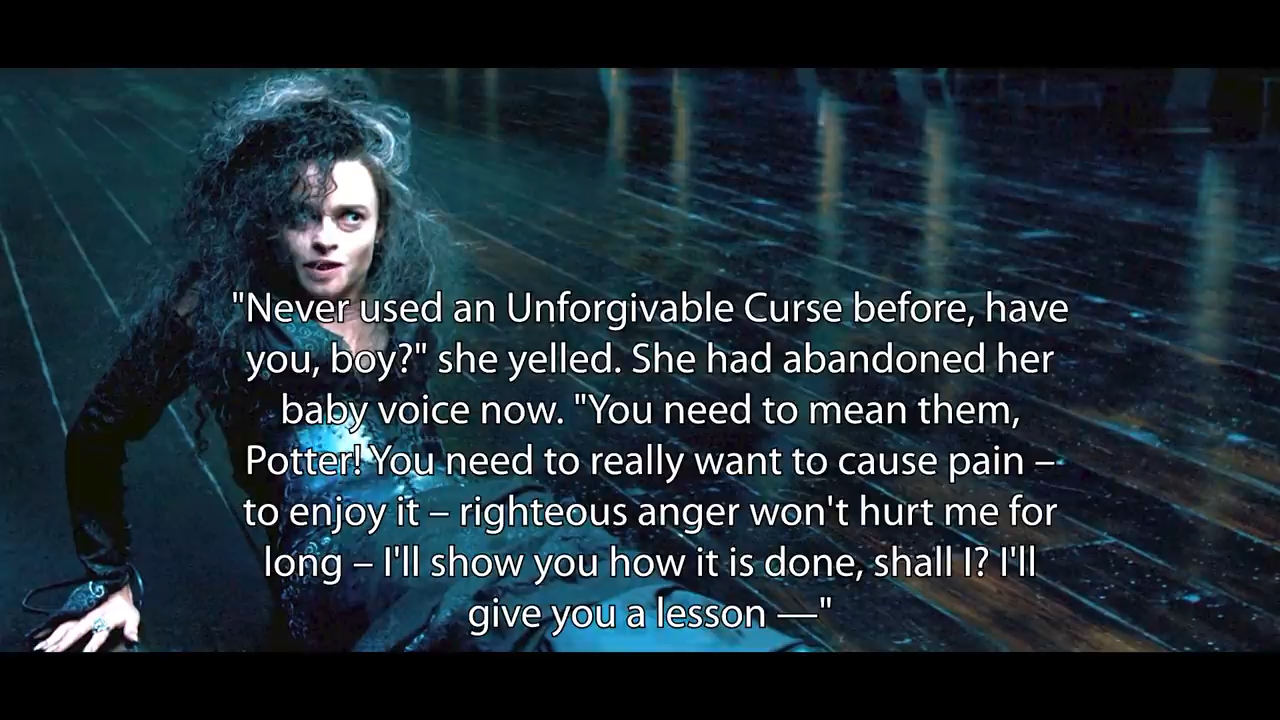 "Never used an Unforgivable Curse before, have
you, boy?" she yelled. She had abandoned her
baby voice now. "You need to mean them,
Potter! You need to really want to cause pain –
to enjoy it – righteous anger won't hurt me for
long – I'll show you how it is done, shall I? I'll
give you a lesson —"